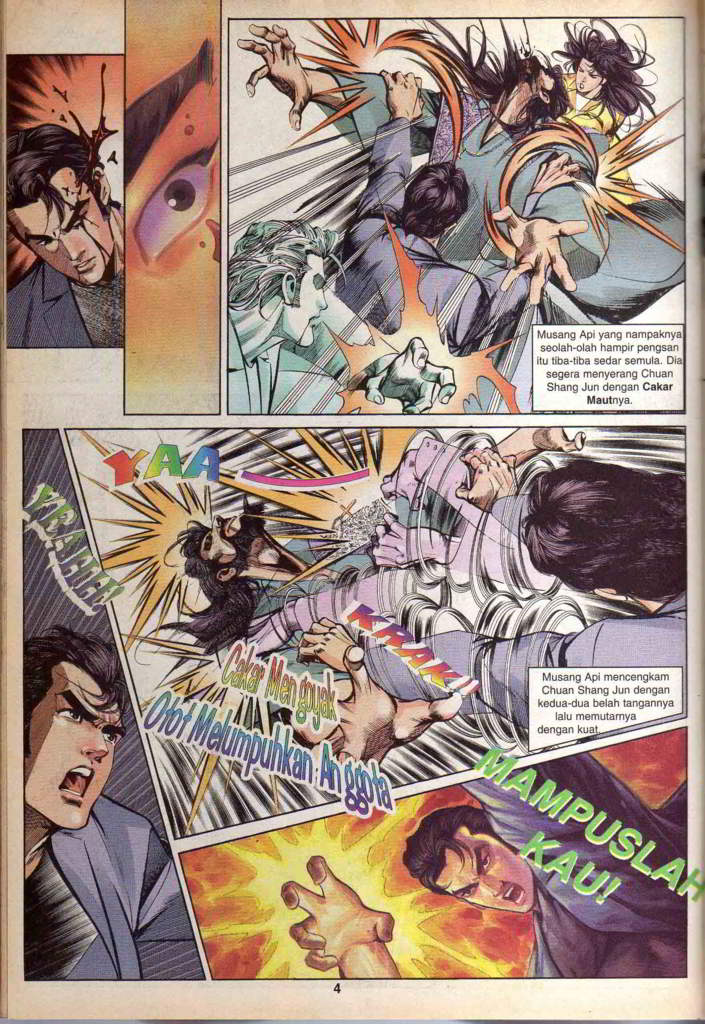 Musang Api yang nampaknya
seolah-olah hampir pengsan
itu tiba-tiba sedar semula. Dia
segera menyerang Chuan
Shang Jun dengan Cakar
Mautnya.
YEAHH!!
YAA
KRAK!!
Cakar Mengoyak
Otot Melumpuhkan Anggota
Musang Api mencengkam
Chuan Shang Jun dengan
kedua-dua belah tangannya
lalu memutarnya
dengan kuat.
MAMPUSLAH
KAU!
4